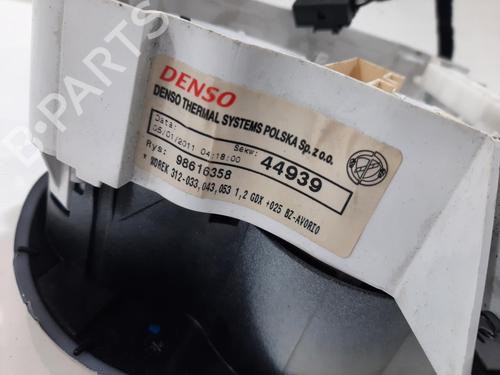 DENSO
DENSO THERMAL SYSTEMS POLSKA Sp. z o.o.
Data: Sekw:
05/01/2011 04:18:00 44939
Rys: 98616358
* WOREK 312-033,043,053 1,2 GDX +025 BZ-AVORIO
B-PARTS